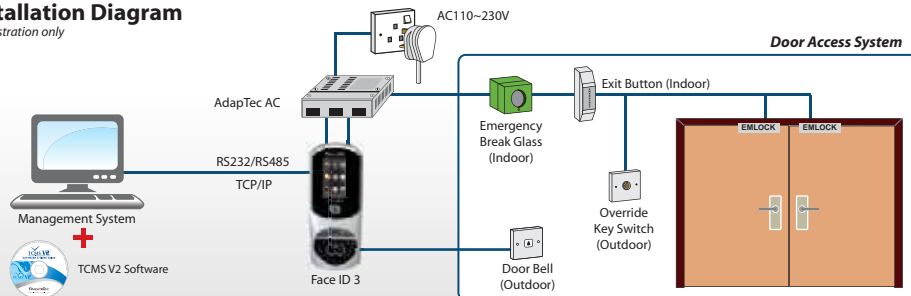 tallation Diagram
stration only
AC110~230V
Door Access System
AdapTec AC
Exit Button (Indoor)
Emergency
Break Glass
(Indoor)
EMLOCK
EMLOCK
RS232/RS485
TCP/IP
Management System
Override
Key Switch
(Outdoor)
TCMS V2
TCMS V2 Software
Face ID 3
Door Bell
(Outdoor)